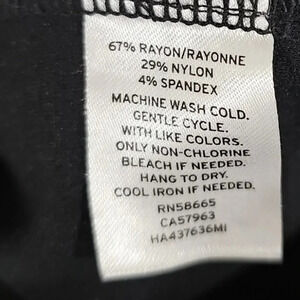 67% RAYON/RAYONNE
29% NYLON
4% SPANDEX
MACHINE WASH COLD.
GENTLE CYCLE.
WITH LIKE COLORS.
ONLY NON-CHLORINE
BLEACH IF NEEDED.
HANG TO DRY.
COOL IRON IF NEEDED.
RN58665
CA57963
HA437636MI